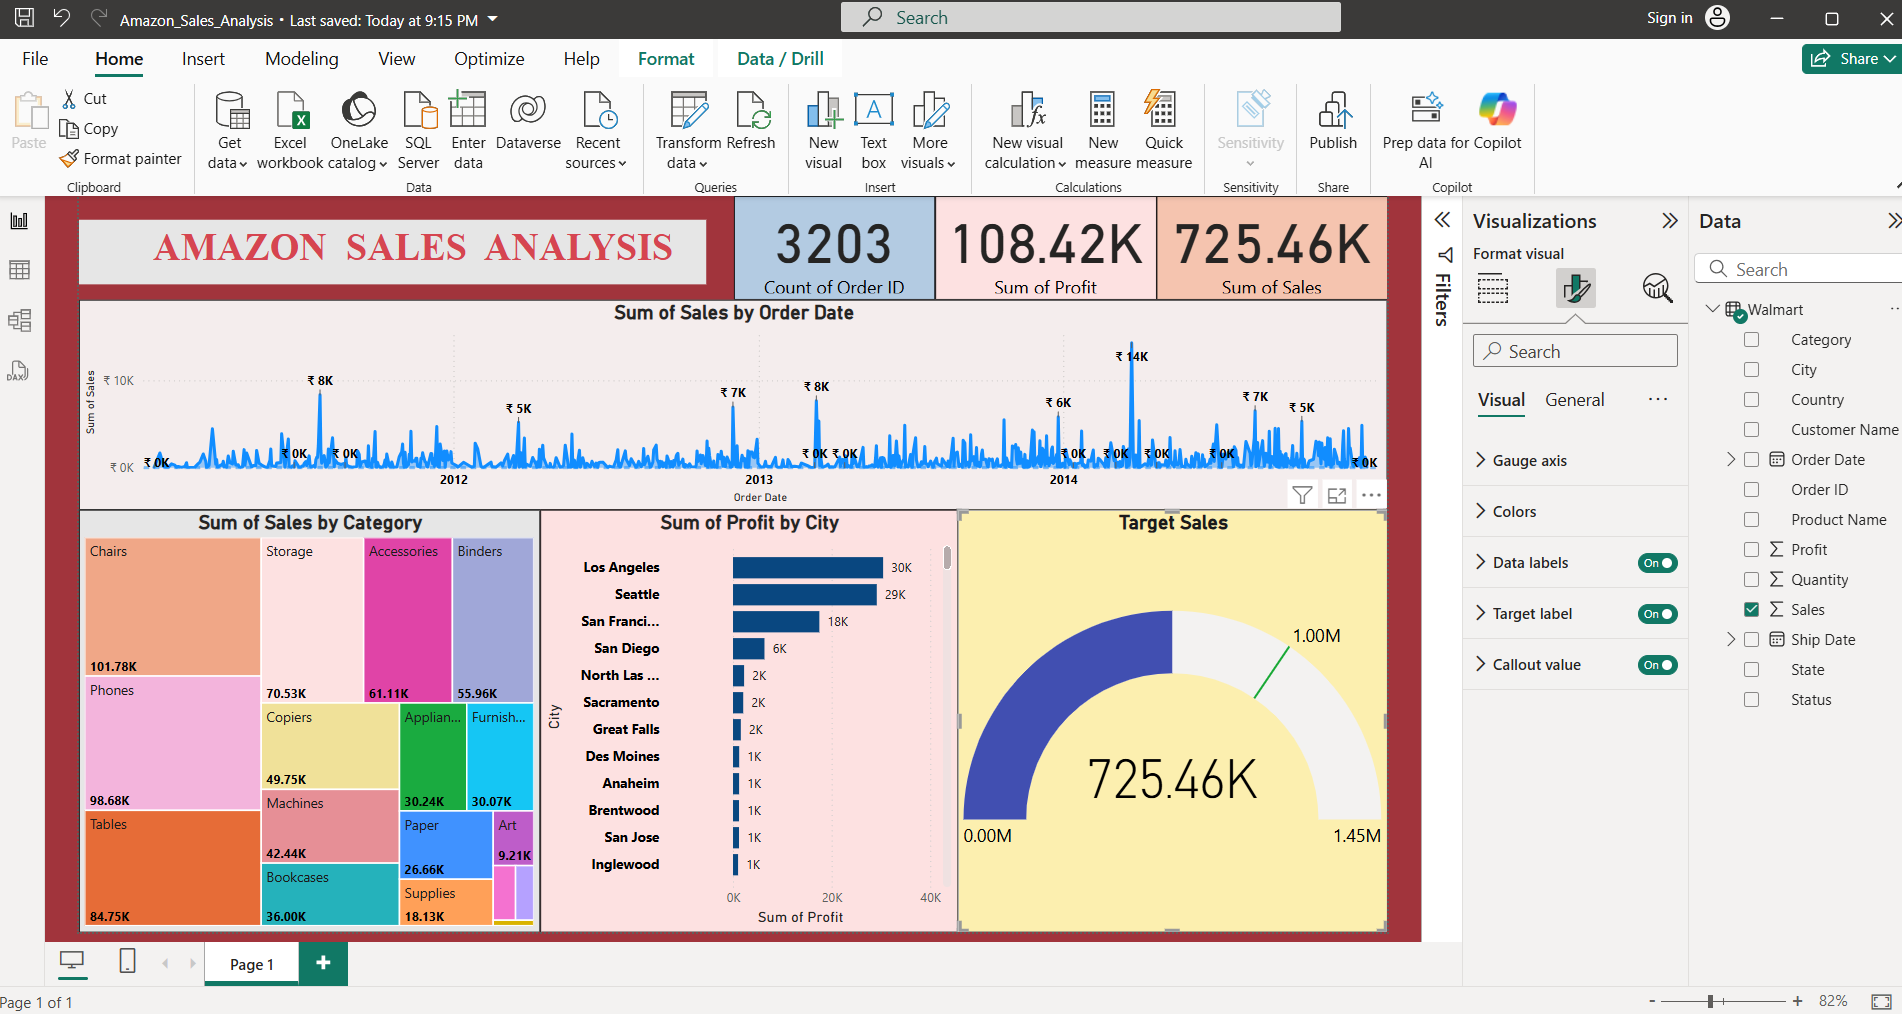 Amazon_Sales_Analysis • Last saved: Today at 9:15 PM
Search
Sign in
File
Home
Insert
Modeling
View
Optimize
Help
Format
Data / Drill
Share
Paste
Cut
Copy
Format painter
Clipboard
Get data
Excel workbook
OneLake catalog
SQL Server
Enter data
Dataverse
Recent sources
Data
Transform data
Refresh
Queries
New visual
Text box
More visuals
Insert
New visual calculation
New measure
Quick measure
Calculations
Sensitivity
Sensitivity
Publish
Share
Prep data for AI
Copilot
Copilot
AMAZON SALES ANALYSIS
3203
Count of Order ID
108.42K
Sum of Profit
725.46K
Sum of Sales
Sum of Sales by Order Date
Sum of Sales
₹ 10K
₹ 0K
₹ 0K
₹ 0K
₹ 8K
₹ 0K
₹ 5K
₹ 7K
₹ 0K
₹ 8K
₹ 0K
₹ 6K
₹ 0K
₹ 0K
₹ 14K
₹ 0K
₹ 0K
₹ 7K
₹ 5K
₹ 0K
2012
2013
2014
Order Date
Sum of Sales by Category
Chairs
101.78K
Phones
98.68K
Tables
84.75K
Storage
70.53K
Accessories
61.11K
Binders
55.96K
Copiers
49.75K
Machines
42.44K
Bookcases
36.00K
Applian...
30.24K
Furnish...
30.07K
Paper
26.66K
Supplies
18.13K
Art
9.21K
Sum of Profit by City
City
Los Angeles 30K
Seattle 29K
San Franci... 18K
San Diego 6K
North Las ... 2K
Sacramento 2K
Great Falls 2K
Des Moines 1K
Anaheim 1K
Brentwood 1K
San Jose 1K
Inglewood 1K
0K 20K 40K
Sum of Profit
Target Sales
1.00M
725.46K
0.00M
1.45M
Filters
Visualizations
Format visual
Search
Visual
General
Gauge axis
Colors
Data labels On
Target label On
Callout value On
Data
Search
Walmart
Category
City
Country
Customer Name
Order Date
Order ID
Product Name
Profit
Quantity
Sales
Ship Date
State
Status
DAX
Page 1
Page 1 of 1
82%